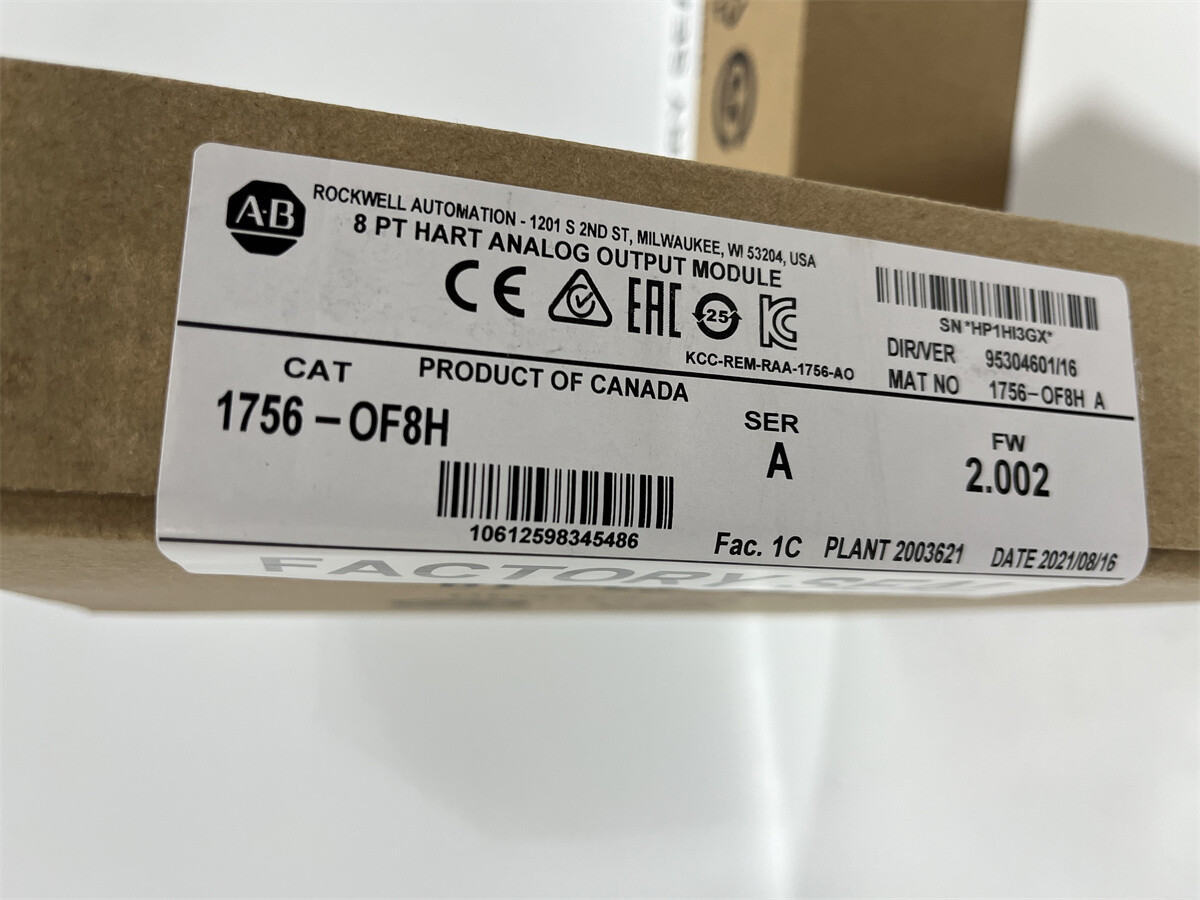 A·B
ROCKWELL AUTOMATION - 1201 S 2ND ST, MILWAUKEE, WI 53204, USA
8 PT HART ANALOG OUTPUT MODULE
CE
EAC
25
KC
KCC-REM-RAA-1756-AO
SN *HP1HI3GX*
DIR/VER 95304601/16
MAT NO 1756-OF8H A
CAT
1756-OF8H
PRODUCT OF CANADA
10612598345486
SER
A
FW
2.002
Fac. 1C PLANT 2003621 DATE 2021/08/16
FACTORY SEAL